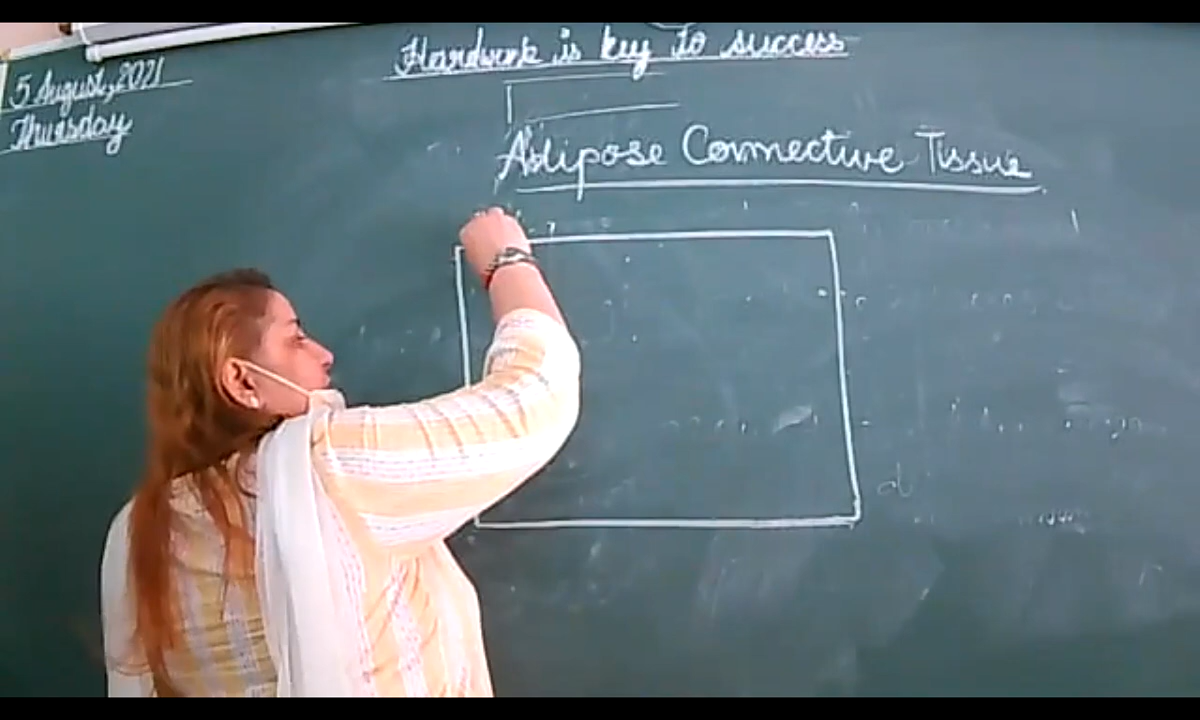 Hardwork is key to success
5 August, 2021
Thursday
Adipose Connective Tissue